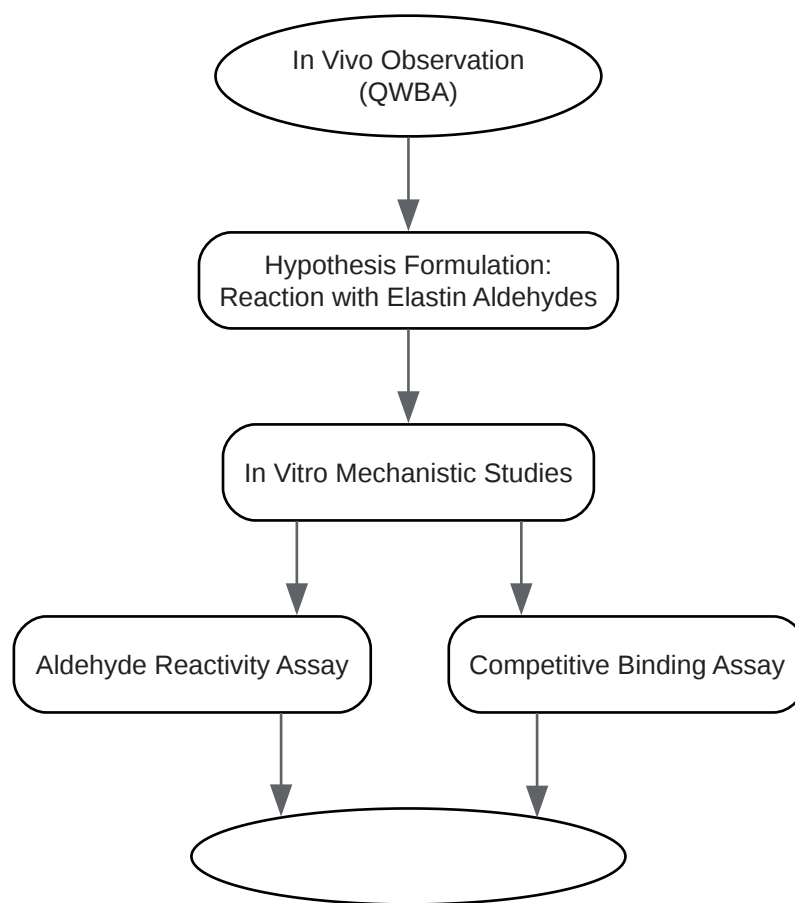 In Vivo Observation
(QWBA)
Hypothesis Formulation:
Reaction with Elastin Aldehydes
In Vitro Mechanistic Studies
Aldehyde Reactivity Assay
Competitive Binding Assay